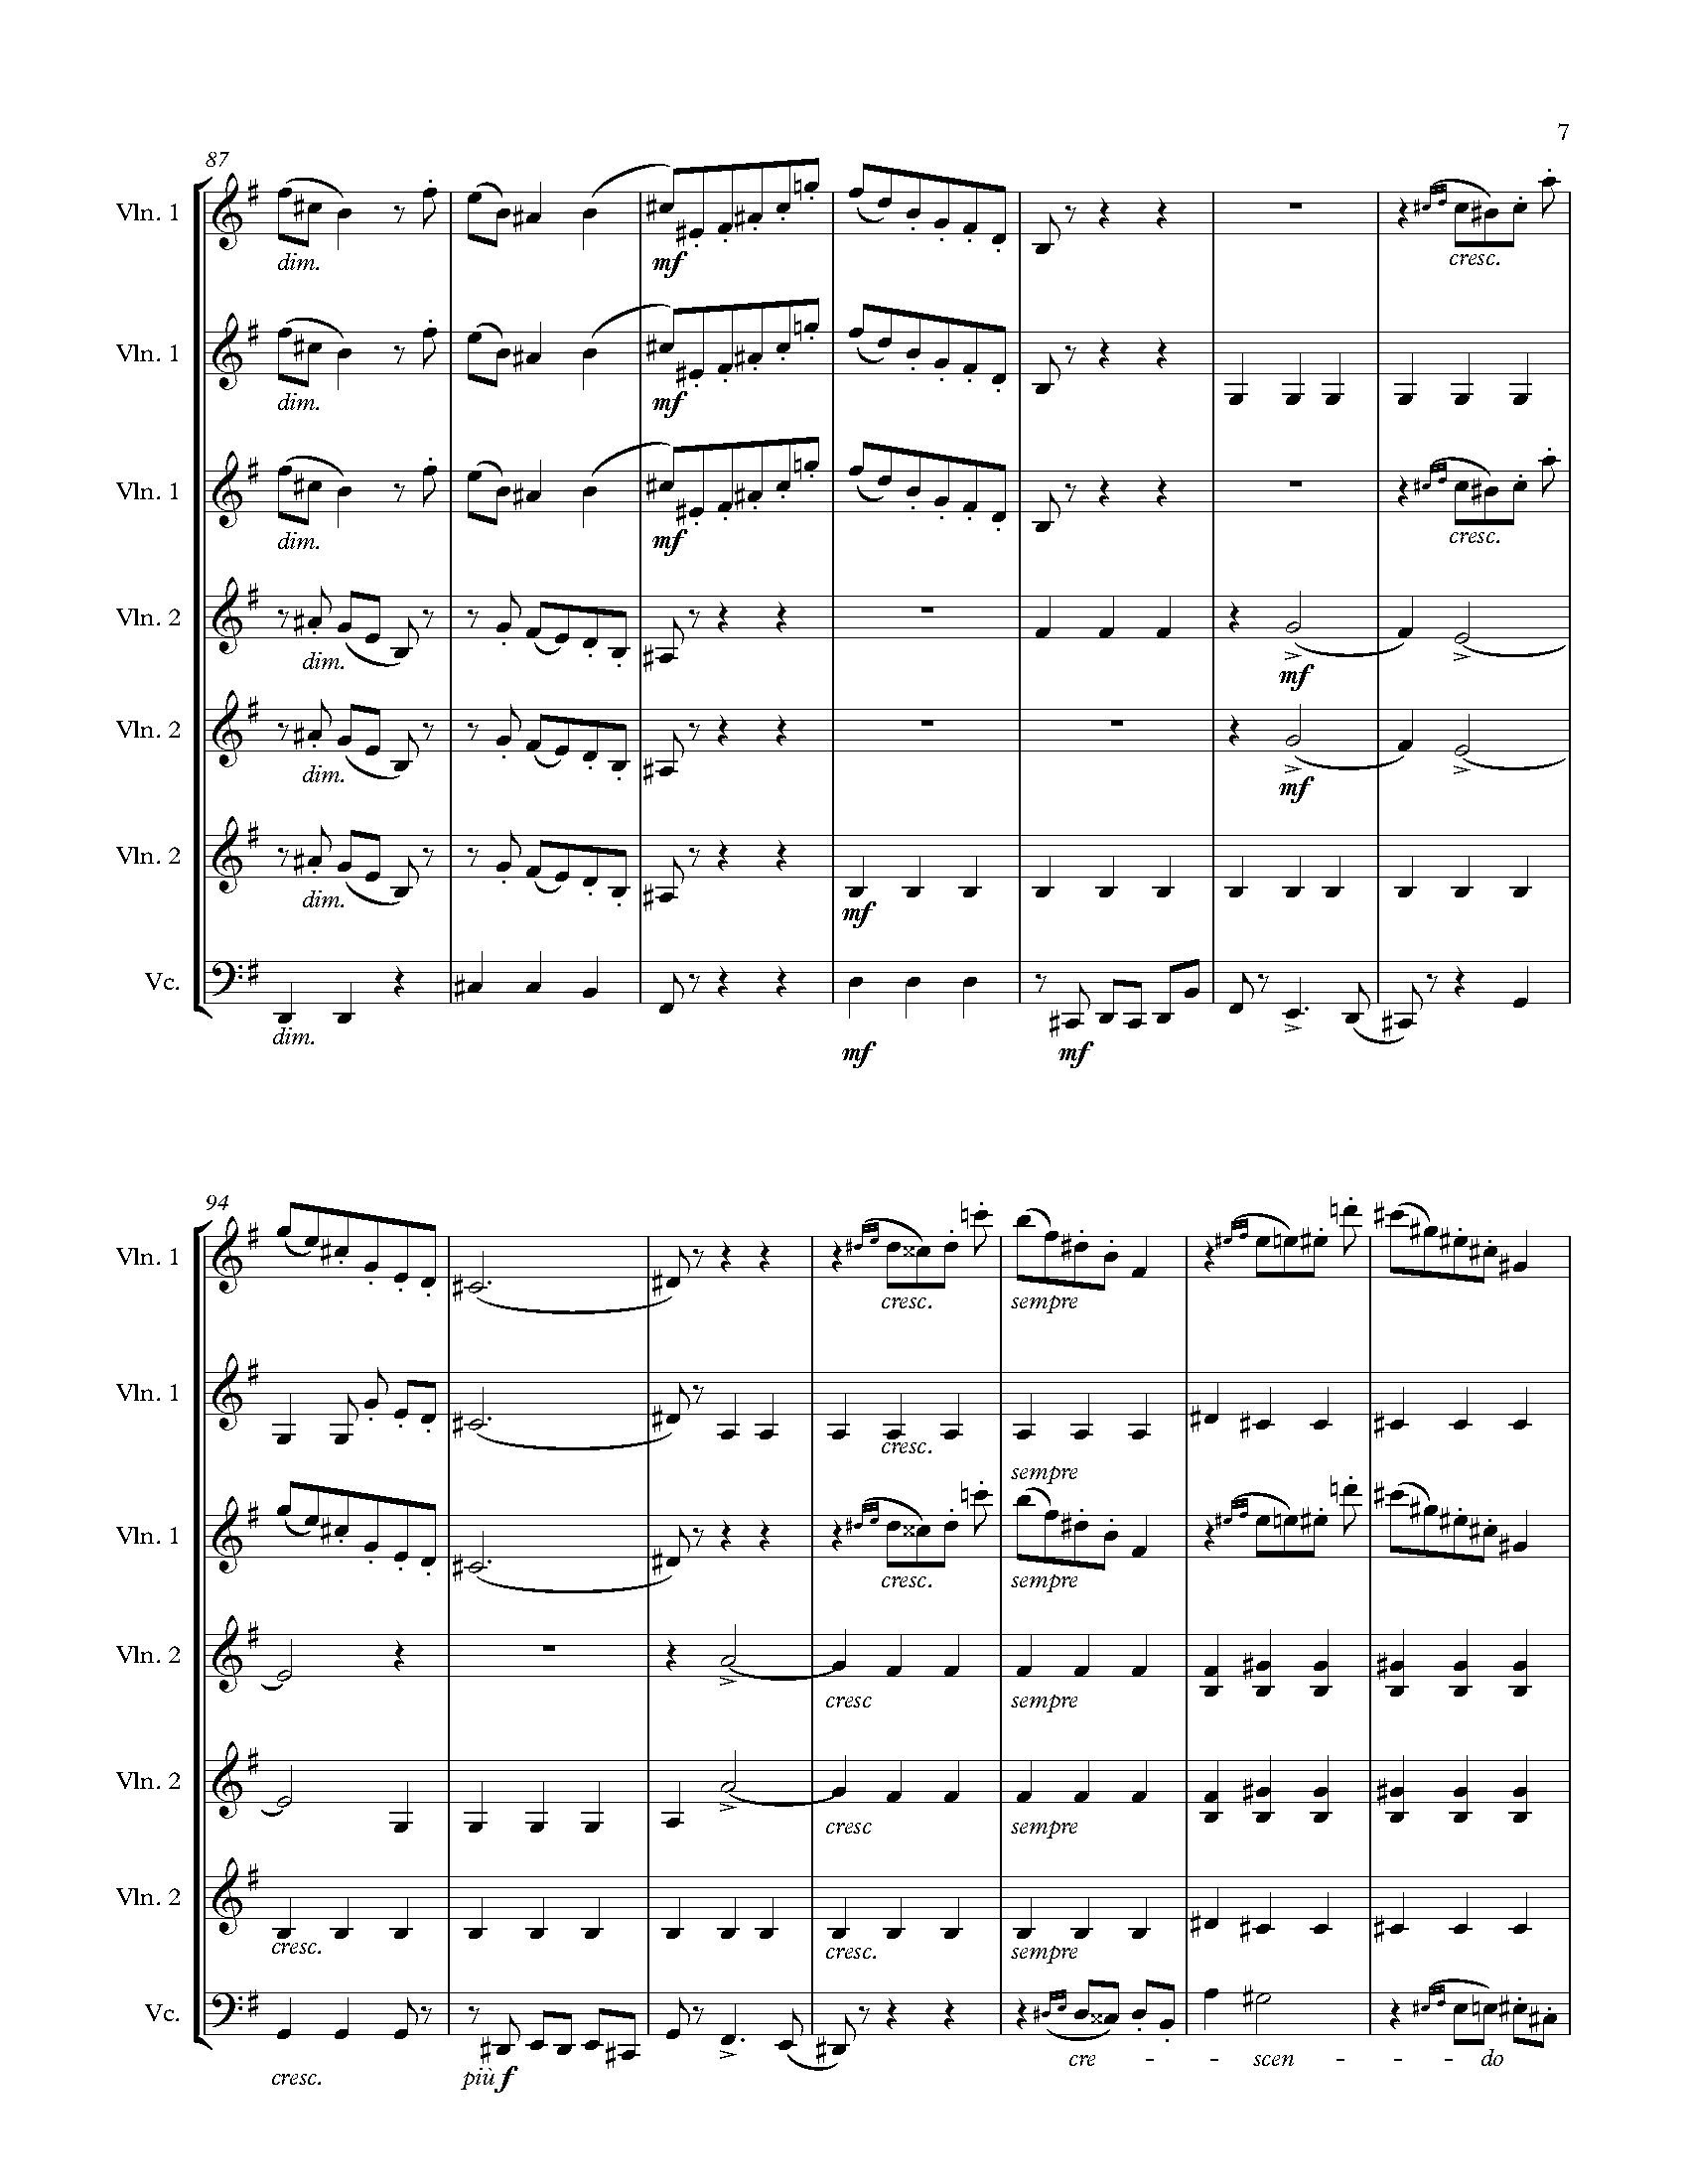 7
87
Vln. 1
dim.
mf
cresc.
Vln. 1
dim.
mf
Vln. 1
dim.
mf
cresc.
Vln. 2
dim.
mf
Vln. 2
dim.
mf
Vln. 2
dim.
mf
Vc.
dim.
mf
mf
94
Vln. 1
cresc.
sempre
Vln. 1
cresc.
sempre
Vln. 1
cresc.
sempre
Vln. 2
cresc
sempre
Vln. 2
cresc
sempre
Vln. 2
cresc.
cresc.
sempre
Vc.
cresc.
più f
cre - - scen - - - do